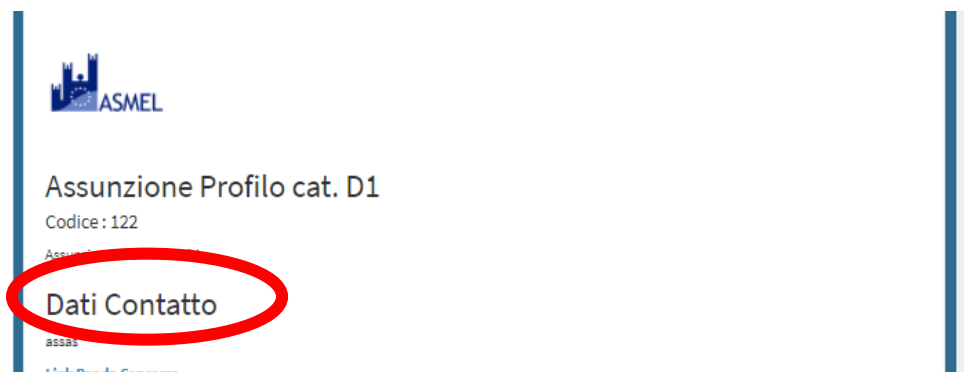 ASMEL
Assunzione Profilo cat. D1
Codice : 122
Dati Contatto
assas